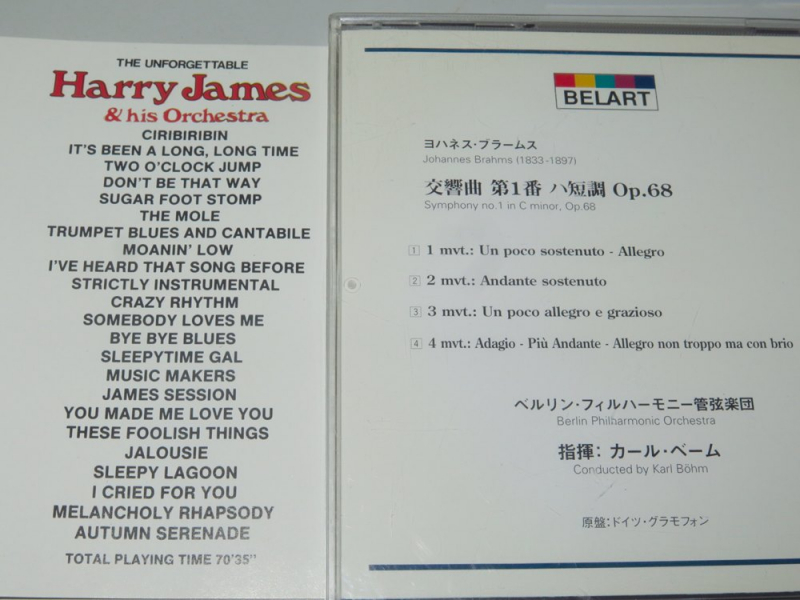 THE UNFORGETTABLE
Harry James
& his Orchestra
CIRIBIRIBIN
IT'S BEEN A LONG, LONG TIME
TWO O'CLOCK JUMP
DON'T BE THAT WAY
SUGAR FOOT STOMP
THE MOLE
TRUMPET BLUES AND CANTABILE
MOANIN' LOW
I'VE HEARD THAT SONG BEFORE
STRICTLY INSTRUMENTAL
CRAZY RHYTHM
SOMEBODY LOVES ME
BYE BYE BLUES
SLEEPYTIME GAL
MUSIC MAKERS
JAMES SESSION
YOU MADE ME LOVE YOU
THESE FOOLISH THINGS
JALOUSIE
SLEEPY LAGOON
I CRIED FOR YOU
MELANCHOLY RHAPSODY
AUTUMN SERENADE
TOTAL PLAYING TIME 70'35"
BELART
ヨハネス・ブラームス
Johannes Brahms (1833-1897)
交響曲 第1番 ハ短調 Op.68
Symphony no.1 in C minor, Op.68
1 1 mvt.: Un poco sostenuto - Allegro
2 2 mvt.: Andante sostenuto
3 3 mvt.: Un poco allegro e grazioso
4 4 mvt.: Adagio - Più Andante - Allegro non troppo ma con brio
ベルリン・フィルハーモニー管弦楽団
Berlin Philharmonic Orchestra
指揮: カール・ベーム
Conducted by Karl Böhm
原盤:ドイツ・グラモフォン